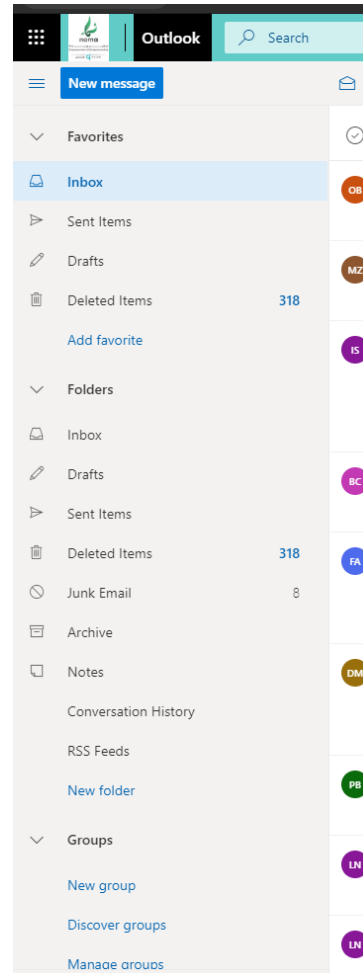 noma
Outlook
Search
New message
Favorites
OB
Inbox
Sent Items
Drafts
MZ
Deleted Items 318
Add favorite
IS
Folders
Inbox
Drafts
BC
Sent Items
Deleted Items 318
FA
Junk Email 8
Archive
Notes
DM
Conversation History
RSS Feeds
New folder
PB
Groups
LN
New group
Discover groups
LN
Manage groups